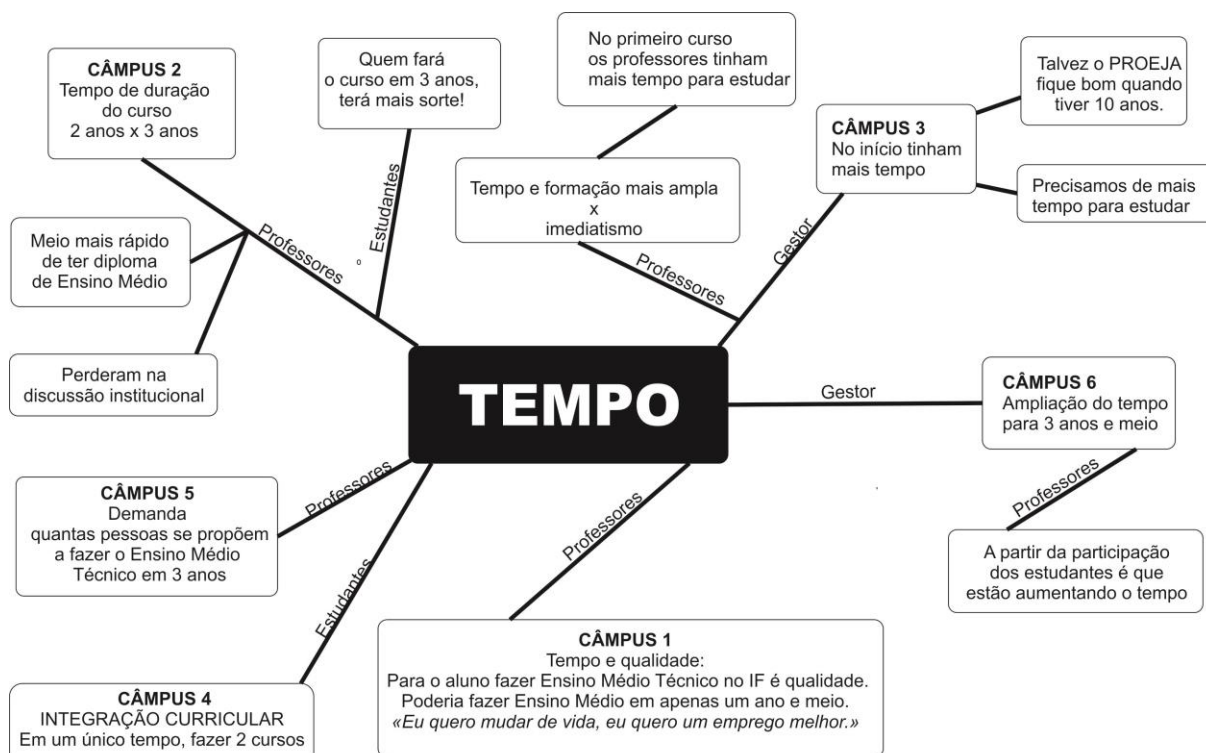 CÂMPUS 2
Tempo de duração
do curso
2 anos x 3 anos
Quem fará
o curso em 3 anos,
terá mais sorte!
No primeiro curso
os professores tinham
mais tempo para estudar
Talvez o PROEJA
fique bom quando
tiver 10 anos.
CÂMPUS 3
No início tinham
mais tempo
Tempo e formação mais ampla
x
imediatismo
Precisamos de mais
tempo para estudar
Meio mais rápido
de ter diploma
de Ensino Médio
Professores
Estudantes
Professores
Gestor
Perderam na
discussão institucional
TEMPO
Gestor
CÂMPUS 6
Ampliação do tempo
para 3 anos e meio
Professores
A partir da participação
dos estudantes é que
estão aumentando o tempo
CÂMPUS 5
Demanda
quantas pessoas se propõem
a fazer o Ensino Médio
Técnico em 3 anos
Professores
Estudantes
Professores
CÂMPUS 4
INTEGRAÇÃO CURRICULAR
Em um único tempo, fazer 2 cursos
CÂMPUS 1
Tempo e qualidade:
Para o aluno fazer Ensino Médio Técnico no IF é qualidade.
Poderia fazer Ensino Médio em apenas um ano e meio.
«Eu quero mudar de vida, eu quero um emprego melhor.»